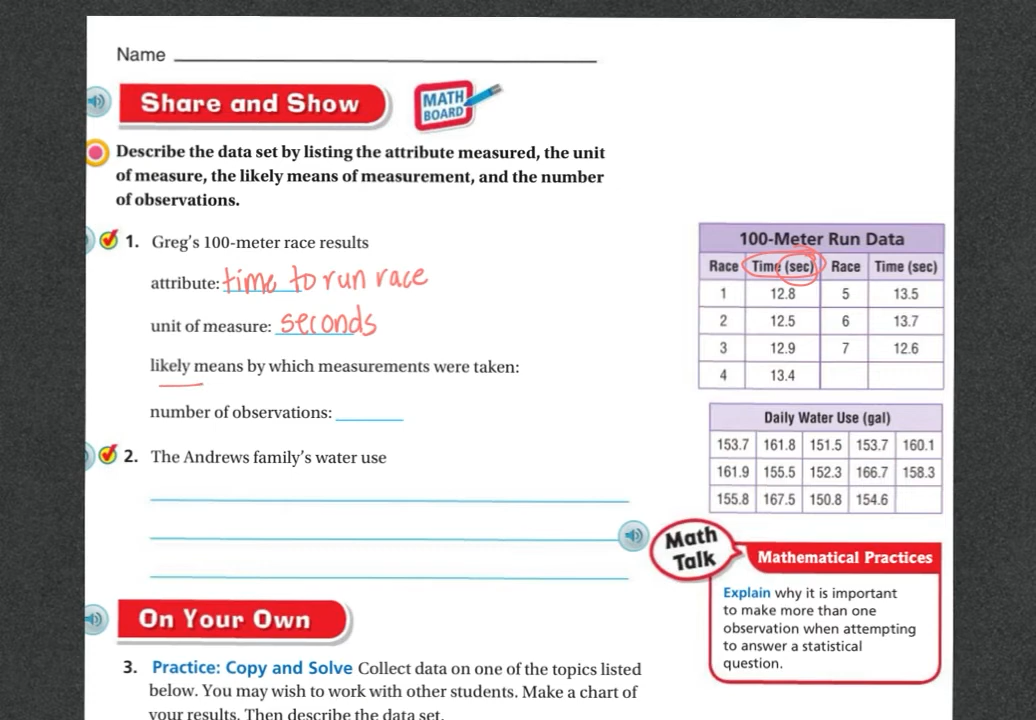 Name
Share and Show
MATH
BOARD
Describe the data set by listing the attribute measured, the unit
of measure, the likely means of measurement, and the number
of observations.
1. Greg's 100-meter race results
attribute: time to run race
unit of measure: seconds
likely means by which measurements were taken:
number of observations:
2. The Andrews family's water use
100-Meter Run Data
Race Time (sec) Race Time (sec)
1 12.8 5 13.5
2 12.5 6 13.7
3 12.9 7 12.6
4 13.4
Daily Water Use (gal)
153.7 161.8 151.5 153.7 160.1
161.9 155.5 152.3 166.7 158.3
155.8 167.5 150.8 154.6
Math
Talk
Mathematical Practices
Explain why it is important
to make more than one
observation when attempting
to answer a statistical
question.
On Your Own
3. Practice: Copy and Solve Collect data on one of the topics listed
below. You may wish to work with other students. Make a chart of
your results. Then describe the data set.